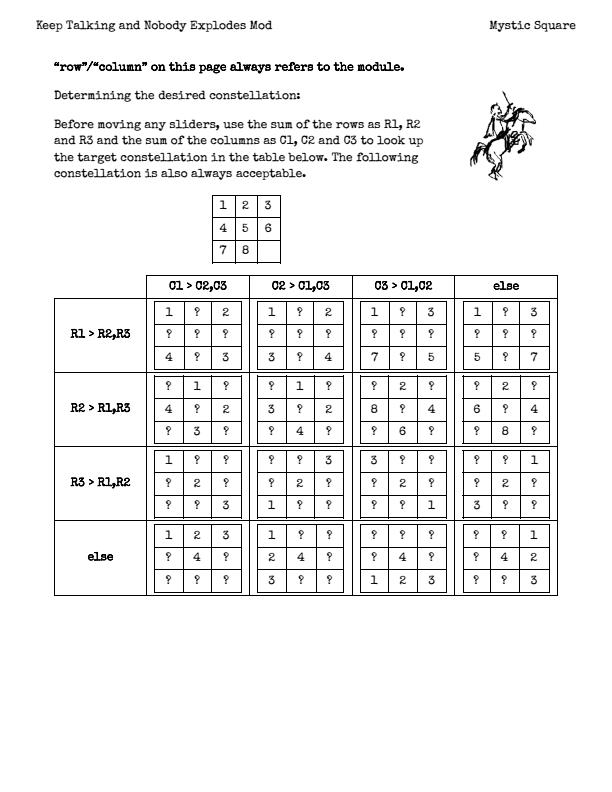 Keep Talking and Nobody Explodes Mod Mystic Square
“row”/“column” on this page always refers to the module.
Determining the desired constellation:
Before moving any sliders, use the sum of the rows as R1, R2
and R3 and the sum of the columns as C1, C2 and C3 to look up
the target constellation in the table below. The following
constellation is also always acceptable.
1 2 3
4 5 6
7 8
C1 > C2,C3 C2 > C1,C3 C3 > C1,C2 else
1 ? 2 1 ? 2 1 ? 3 1 ? 3
R1 > R2,R3 ? ? ? ? ? ? ? ? ? ? ? ?
4 ? 3 3 ? 4 7 ? 5 5 ? 7
? 1 ? ? 1 ? ? 2 ? ? 2 ?
R2 > R1,R3 4 ? 2 3 ? 2 8 ? 4 6 ? 4
? 3 ? ? 4 ? ? 6 ? ? 8 ?
1 ? ? ? ? 3 3 ? ? ? ? 1
R3 > R1,R2 ? 2 ? ? 2 ? ? 2 ? ? 2 ?
? ? 3 1 ? ? ? ? 1 3 ? ?
1 2 3 1 ? ? ? ? ? ? ? 1
else ? 4 ? 2 4 ? ? 4 ? ? 4 2
? ? ? 3 ? ? 1 2 3 ? ? 3